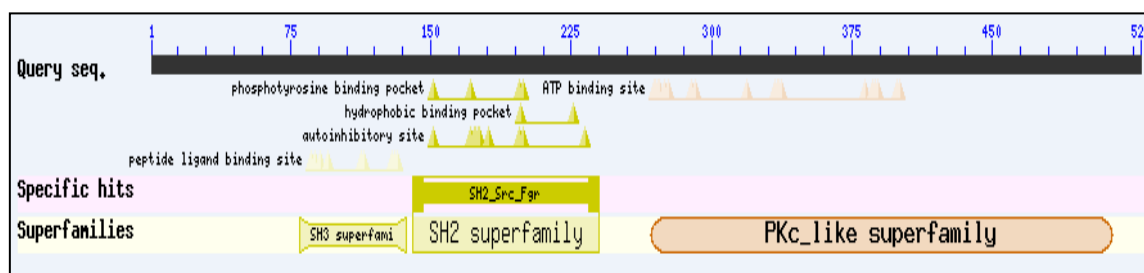 1 75 150 225 300 375 450 52
Query seq.
phosphotyrosine binding pocket ATP binding site
hydrophobic binding pocket
autoinhibitory site
peptide ligand binding site
Specific hits SH2_Src_Fgr
Superfamilies SH3 superfami SH2 superfamily PKc_like superfamily